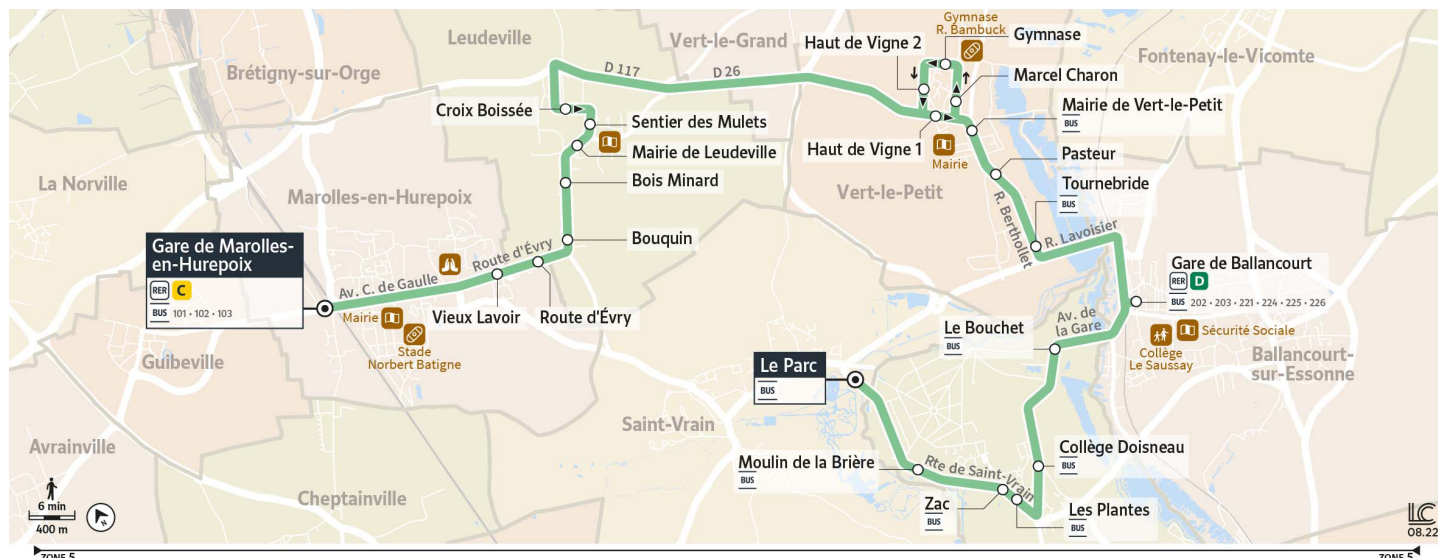 Leudeville
Vert-le-Grand
Gymnase
R. Bambuck
Haut de Vigne 2
Gymnase
Fontenay-le-Vicomte
Brétigny-sur-Orge
D 117
D 26
Marcel Charon
Croix Boissée
Sentier des Mulets
Mairie de Vert-le-Petit
BUS
Mairie de Leudeville
Haut de Vigne 1
Mairie
Pasteur
La Norville
Marolles-en-Hurepoix
Bois Minard
Vert-le-Petit
Tournebride
BUS
R. Berthollet
R. Lavoisier
Gare de Marolles-
en-Hurepoix
RER C
BUS 101 • 102 • 103
Bouquin
Route d'Évry
Av. C. de Gaulle
Gare de Ballancourt
RER D
BUS 202 • 203 • 221 • 224 • 225 • 226
Mairie
Vieux Lavoir
Route d'Évry
Stade
Norbert Batigne
Guibeville
Le Bouchet
BUS
Av. de
la Gare
Sécurité Sociale
Collège
Le Saussay
Ballancourt-
sur-Essonne
Le Parc
BUS
Saint-Vrain
Avrainville
Moulin de la Brière
BUS
Rte de Saint-Vrain
Collège Doisneau
BUS
Cheptainville
Zac
BUS
Les Plantes
BUS
6 min
400 m
N
LC
08.22
ZONE 5
ZONE 5